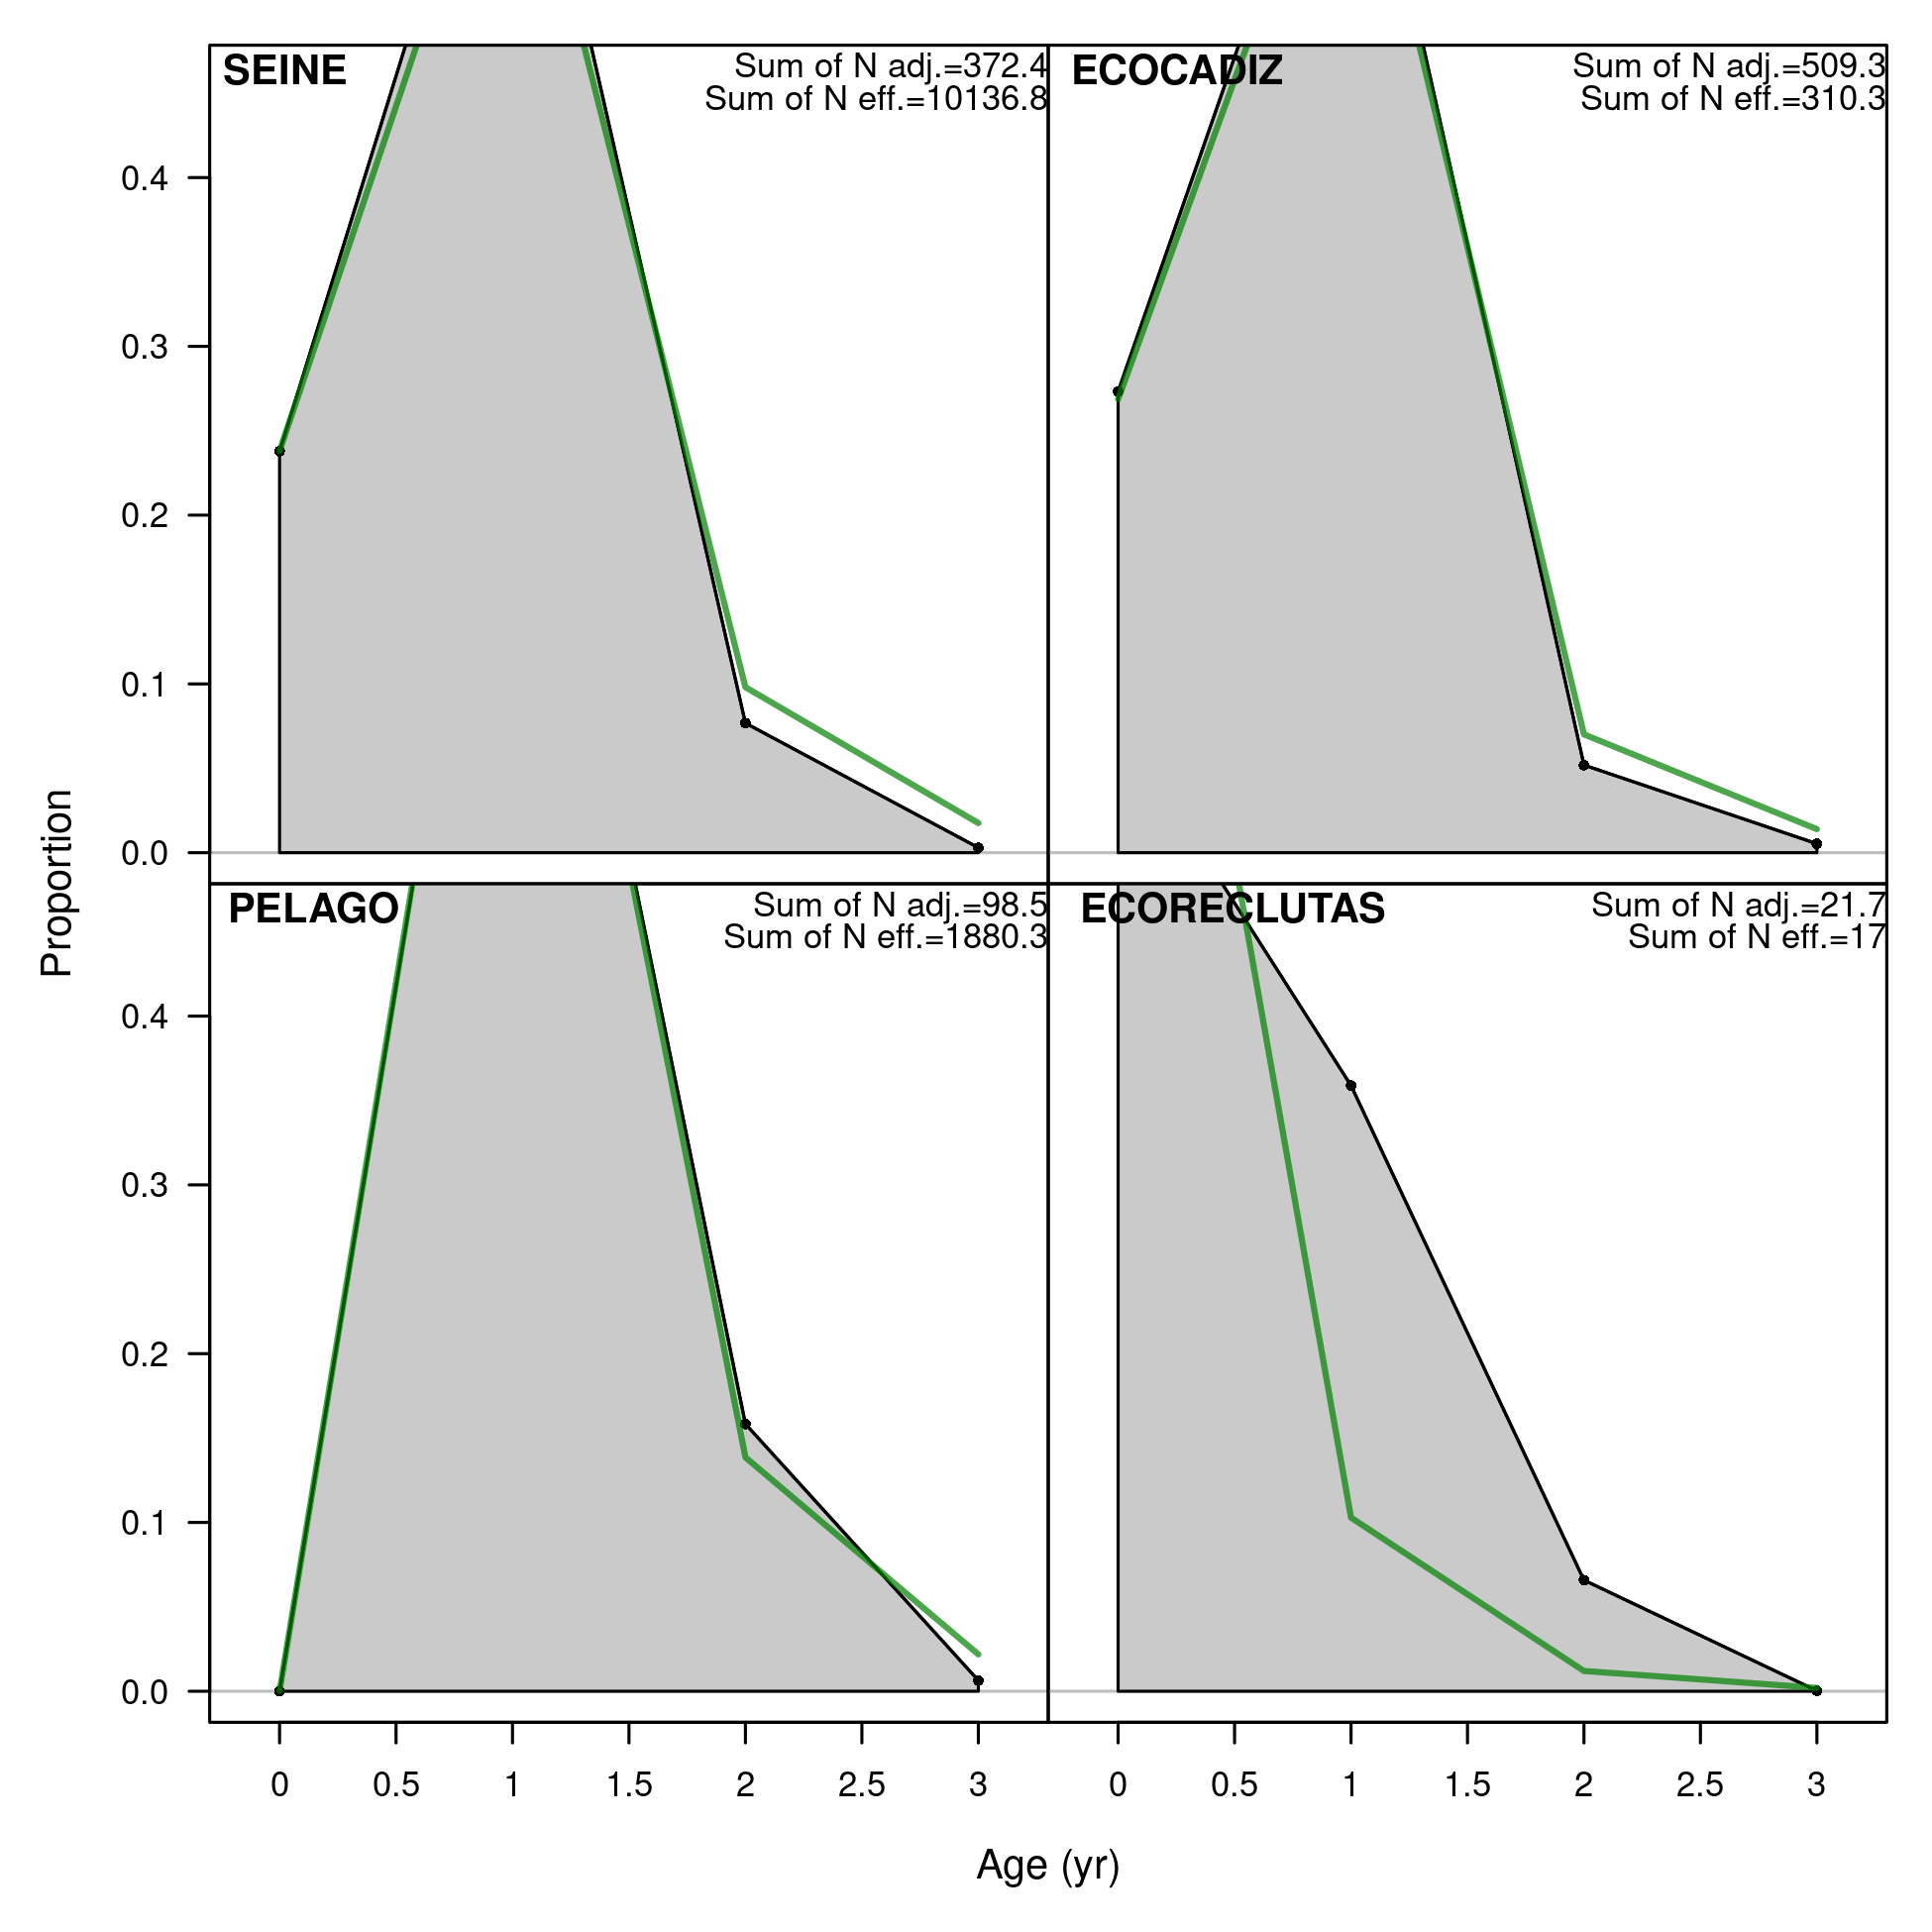 SEINE
Sum of N adj.=372.4
Sum of N eff.=10136.8
ECOCADIZ
Sum of N adj.=509.3
Sum of N eff.=310.3
0.4
0.3
0.2
0.1
0.0
PELAGO
Sum of N adj.=98.5
Sum of N eff.=1880.3
ECORECLUTAS
Sum of N adj.=21.7
Sum of N eff.=17
0.4
0.3
0.2
0.1
0.0
Proportion
0 0.5 1 1.5 2 2.5 3
0 0.5 1 1.5 2 2.5 3
Age (yr)